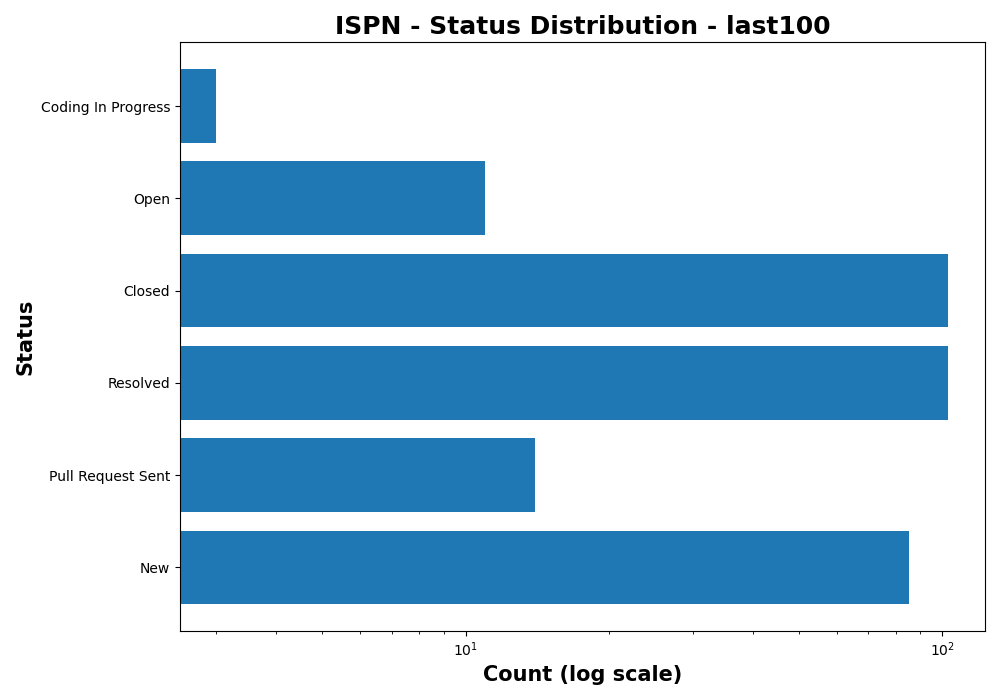 ISPN - Status Distribution - last100
Status
Coding In Progress
Open
Closed
Resolved
Pull Request Sent
New
10¹
10²
Count (log scale)